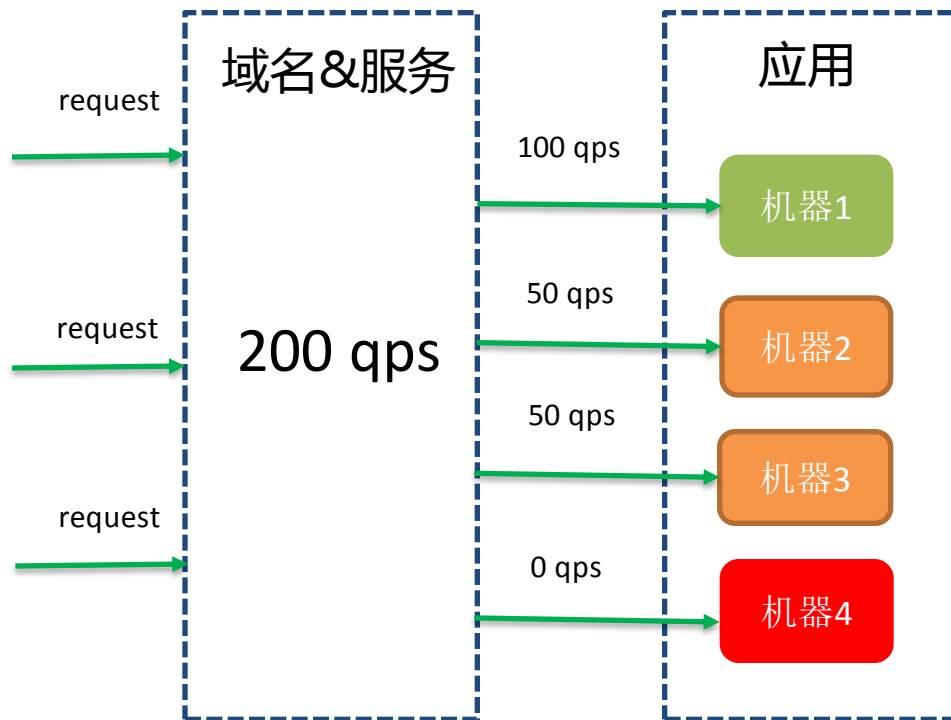 域名&服务
应用
request
100 qps
机器1
50 qps
request
200 qps
机器2
50 qps
机器3
request
0 qps
机器4